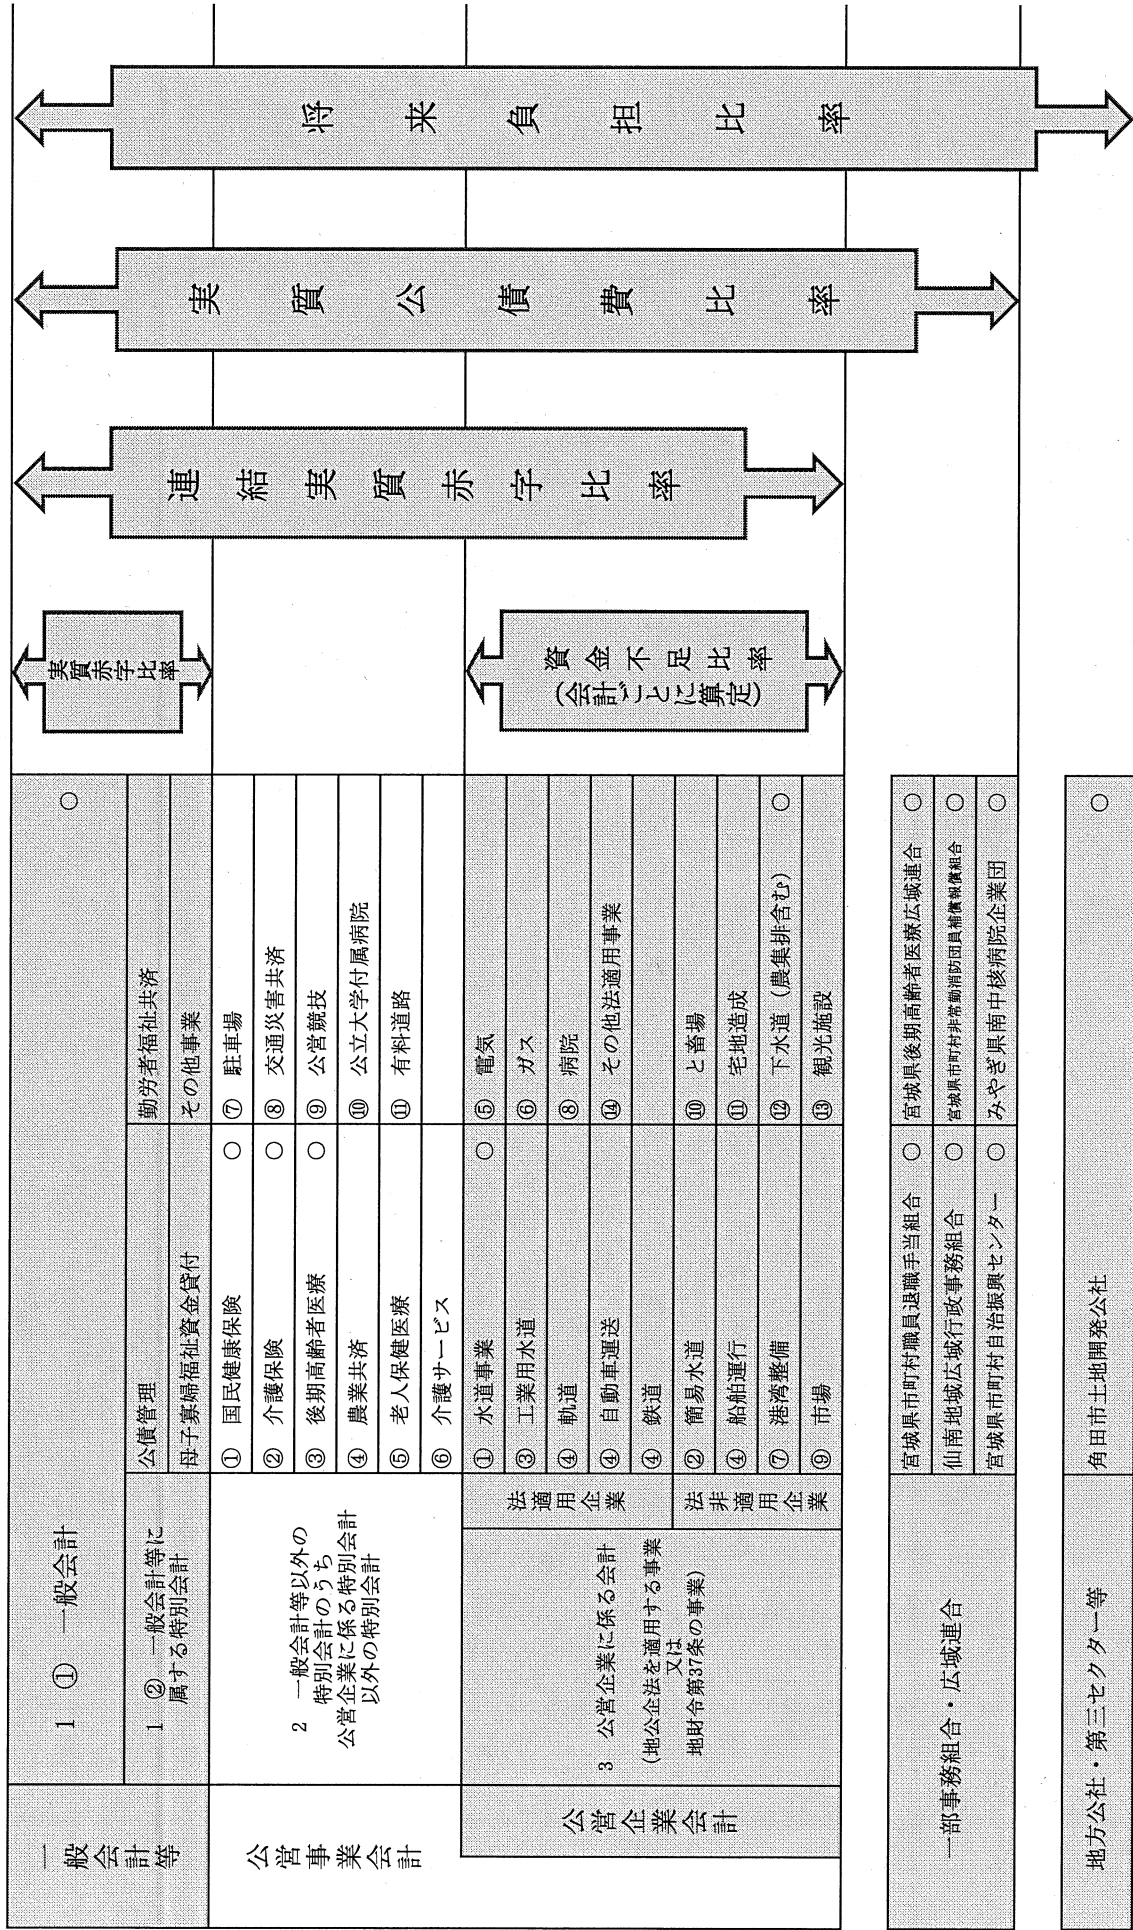 一般会計等
1 ① 一般会計
○
1 ② 一般会計等に
属する特別会計
公債管理
勤労者福祉共済
母子寡婦福祉資金貸付
その他事業
公営事業会計
2 一般会計等以外の
特別会計のうち
公営企業に係る特別会計
以外の特別会計
① 国民健康保険 ○
⑦ 駐車場
② 介護保険 ○
⑧ 交通災害共済
③ 後期高齢者医療 ○
⑨ 公営競技
④ 農業共済
⑩ 公立大学付属病院
⑤ 老人保健医療
⑪ 有料道路
⑥ 介護サービス
公営企業会計
3 公営企業に係る会計
(地公企法を適用する事業
又は
地財令第37条の事業)
法適用企業
① 水道事業 ○
⑤ 電気
③ 工業用水道
⑥ ガス
④ 軌道
⑧ 病院
④ 自動車運送
⑭ その他法適用事業
④ 鉄道
法非適用企業
② 簡易水道
⑩ と畜場
④ 船舶運行
⑪ 宅地造成
⑦ 港湾整備
⑫ 下水道（農集排含む） ○
⑨ 市場
⑬ 観光施設
一部事務組合・広域連合
宮城県市町村職員退職手当組合 ○
宮城県後期高齢者医療広域連合 ○
仙南地域広域行政事務組合 ○
宮城県市町村非常勤消防団員補償報償組合 ○
宮城県市町村自治振興センター ○
みやぎ県南中核病院企業団 ○
地方公社・第三セクター等
角田市土地開発公社 ○
実質赤字比率
資金不足比率
(会計ごとに算定)
連結実質赤字比率
実質公債費比率
将来負担比率